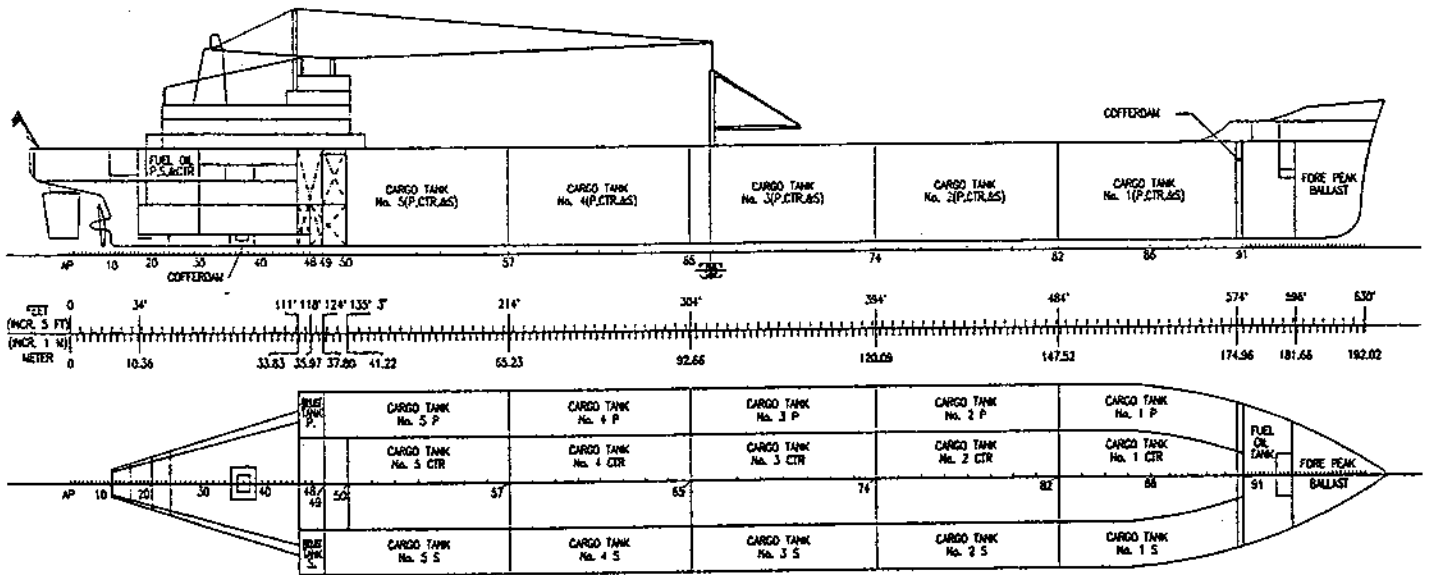 COFFERDAM
FUEL OIL
P,S,&CTR
CARGO TANK
No. 5(P,CTR,&S)
CARGO TANK
No. 4(P,CTR,&S)
CARGO TANK
No. 3(P,CTR,&S)
CARGO TANK
No. 2(P,CTR,&S)
CARGO TANK
No. 1(P,CTR,&S)
FORE PEAK
BALLAST
AP 10 20 30 40 48 49 50 57 65 74 82 86 91
COFFERDAM
FEET 0 34' 111' 118' 124' 135' 3" 214' 304' 394' 484' 574' 596' 630'
(INCR. 5 FT)
(INCR. 1 M)
METER 0 10.36 33.83 35.97 37.80 41.22 65.23 92.66 120.09 147.52 174.96 181.66 192.02
TANK
P.
CARGO TANK
No. 5 P
CARGO TANK
No. 4 P
CARGO TANK
No. 3 P
CARGO TANK
No. 2 P
CARGO TANK
No. 1 P
CARGO TANK
No. 5 CTR
CARGO TANK
No. 4 CTR
CARGO TANK
No. 3 CTR
CARGO TANK
No. 2 CTR
CARGO TANK
No. 1 CTR
FUEL
OIL
TANK
FORE PEAK
BALLAST
AP 10 20 30 40 48/49 50 57 65 74 82 86 91
TANK
S.
CARGO TANK
No. 5 S
CARGO TANK
No. 4 S
CARGO TANK
No. 3 S
CARGO TANK
No. 2 S
CARGO TANK
No. 1 S